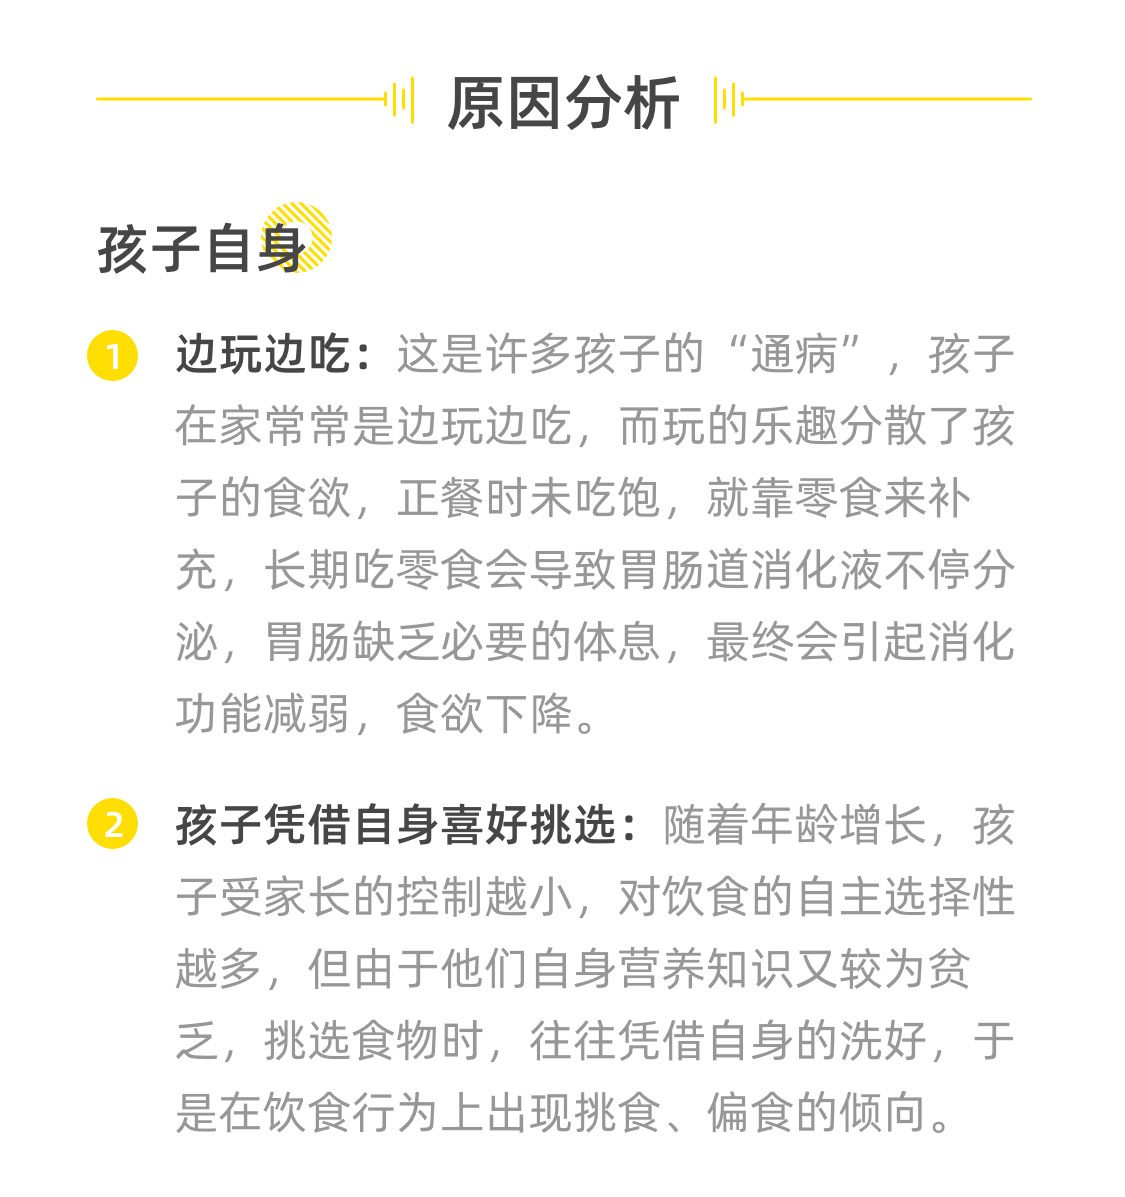 原因分析
孩子自身
1 边玩边吃：这是许多孩子的“通病”，孩子
在家常常是边玩边吃，而玩的乐趣分散了孩
子的食欲，正餐时未吃饱，就靠零食来补
充，长期吃零食会导致胃肠道消化液不停分
泌，胃肠缺乏必要的体息，最终会引起消化
功能减弱，食欲下降。
2 孩子凭借自身喜好挑选：随着年龄增长，孩
子受家长的控制越小，对饮食的自主选择性
越多，但由于他们自身营养知识又较为贫
乏，挑选食物时，往往凭借自身的洗好，于
是在饮食行为上出现挑食、偏食的倾向。